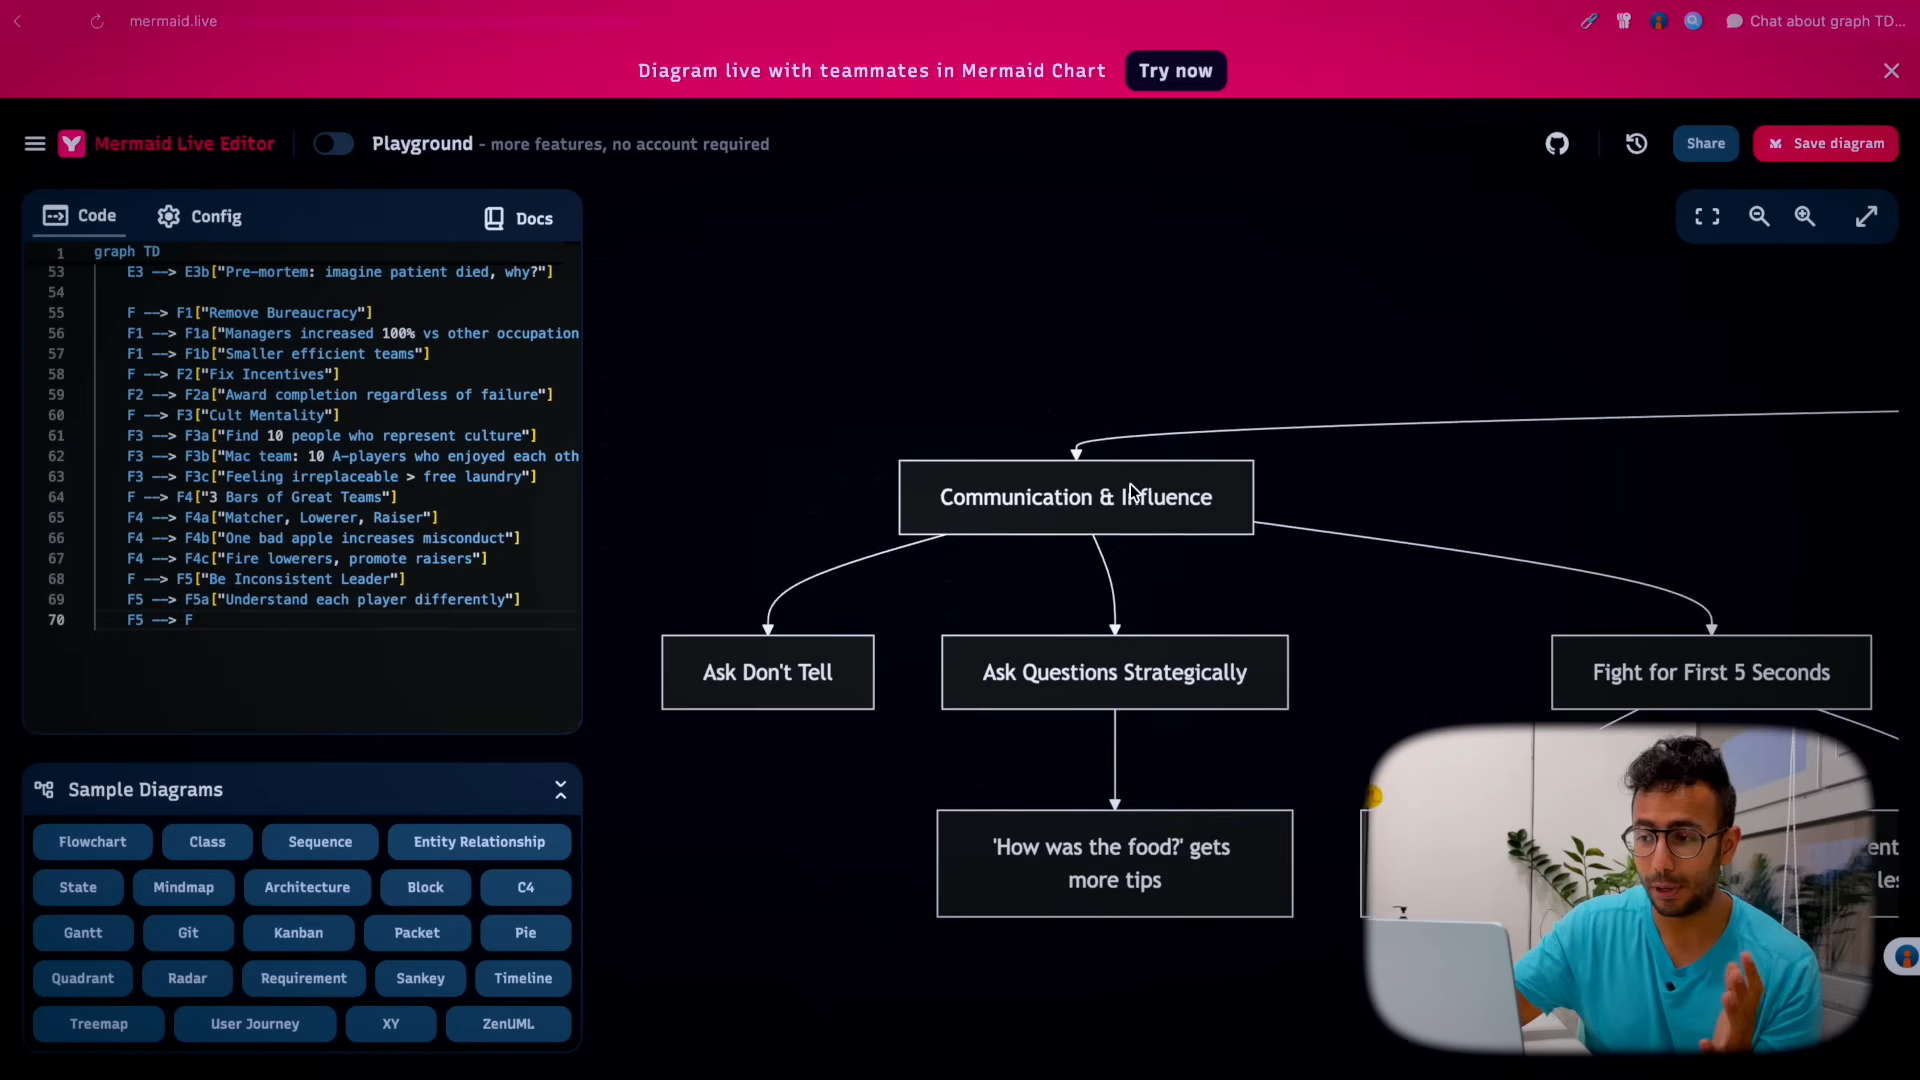 mermaid.live
Chat about graph TD...
Diagram live with teammates in Mermaid Chart
Try now
Mermaid Live Editor
Playground - more features, no account required
Share
Save diagram
Code
Config
Docs
1 graph TD
53 E3 --> E3b["Pre-mortem: imagine patient died, why?"]
54
55 F --> F1["Remove Bureaucracy"]
56 F1 --> F1a["Managers increased 100% vs other occupation
57 F1 --> F1b["Smaller efficient teams"]
58 F --> F2["Fix Incentives"]
59 F2 --> F2a["Award completion regardless of failure"]
60 F --> F3["Cult Mentality"]
61 F3 --> F3a["Find 10 people who represent culture"]
62 F3 --> F3b["Mac team: 10 A-players who enjoyed each oth
63 F3 --> F3c["Feeling irreplaceable > free laundry"]
64 F --> F4["3 Bars of Great Teams"]
65 F4 --> F4a["Matcher, Lowerer, Raiser"]
66 F4 --> F4b["One bad apple increases misconduct"]
67 F4 --> F4c["Fire lowerers, promote raisers"]
68 F --> F5["Be Inconsistent Leader"]
69 F5 --> F5a["Understand each player differently"]
70 F5 --> F
Communication & Influence
Ask Don't Tell
Ask Questions Strategically
Fight for First 5 Seconds
'How was the food?' gets
more tips
ent
les
Sample Diagrams
Flowchart
Class
Sequence
Entity Relationship
State
Mindmap
Architecture
Block
C4
Gantt
Git
Kanban
Packet
Pie
Quadrant
Radar
Requirement
Sankey
Timeline
Treemap
User Journey
XY
ZenUML